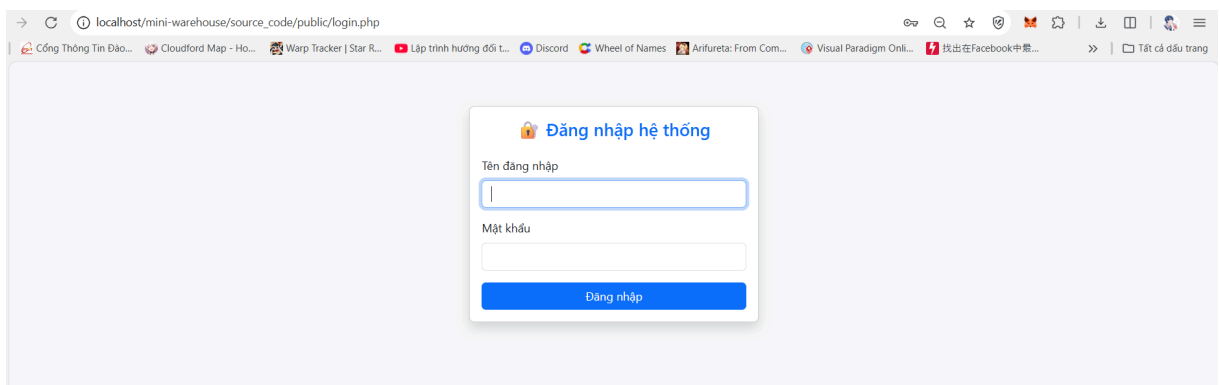 localhost/mini-warehouse/source_code/public/login.php
Cổng Thông Tin Đào... Cloudford Map - Ho... Warp Tracker | Star R... Lập trình hướng đối t... Discord Wheel of Names Arifureta: From Com... Visual Paradigm Onli... 找出在Facebook中最... Tất cả dấu trang
Đăng nhập hệ thống
Tên đăng nhập
Mật khẩu
Đăng nhập